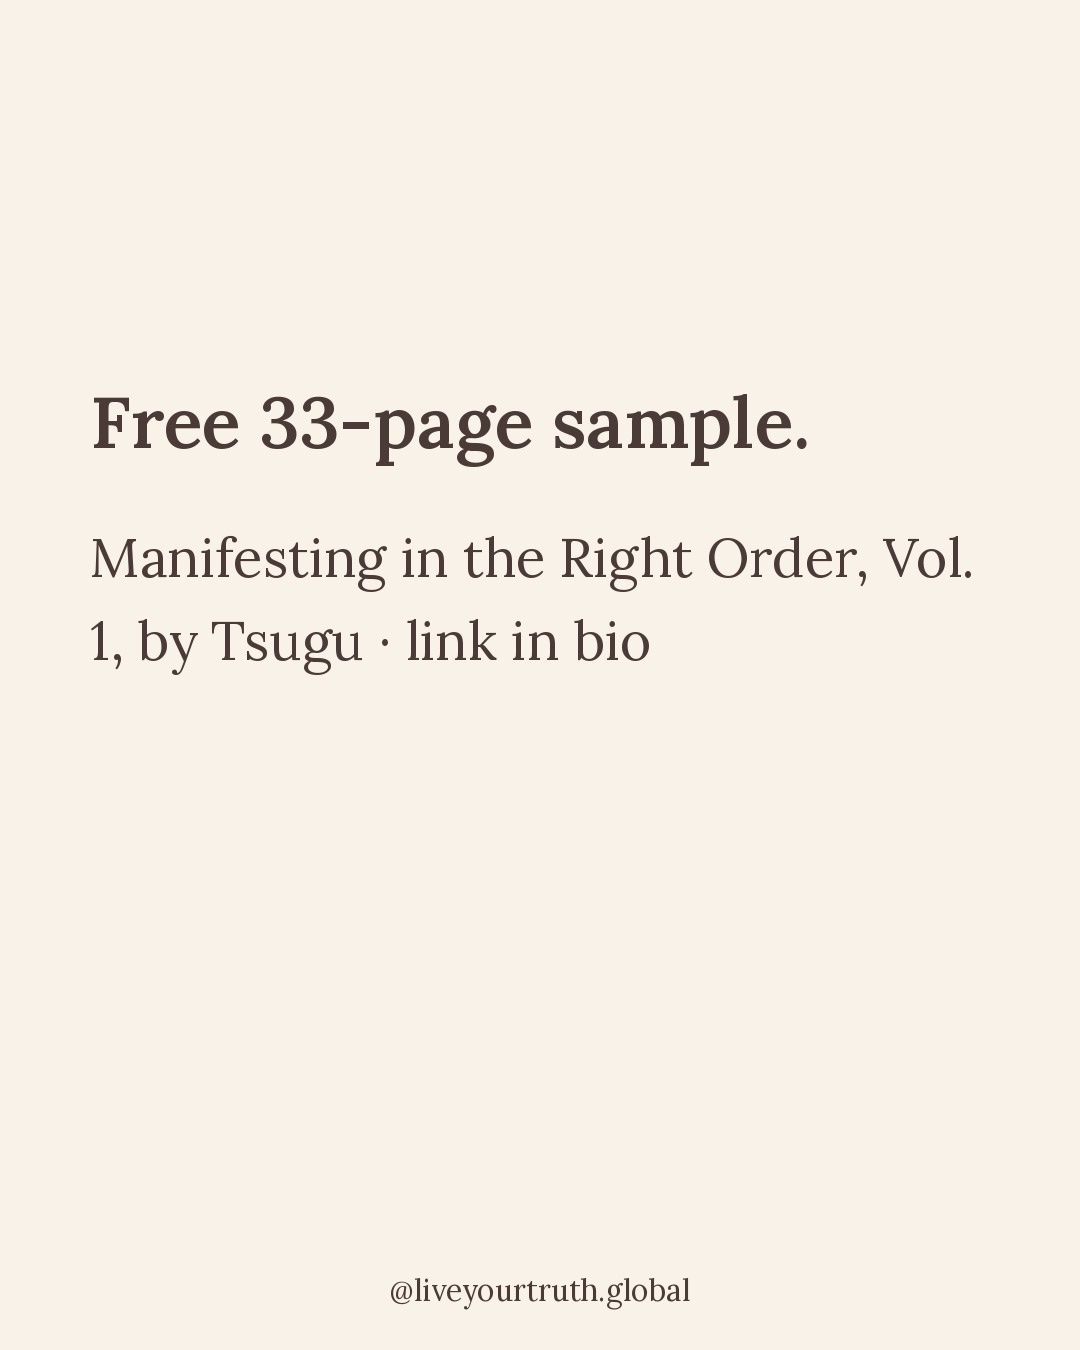 Free 33-page sample.
Manifesting in the Right Order, Vol.
1, by Tsugu · link in bio
@liveyourtruth.global